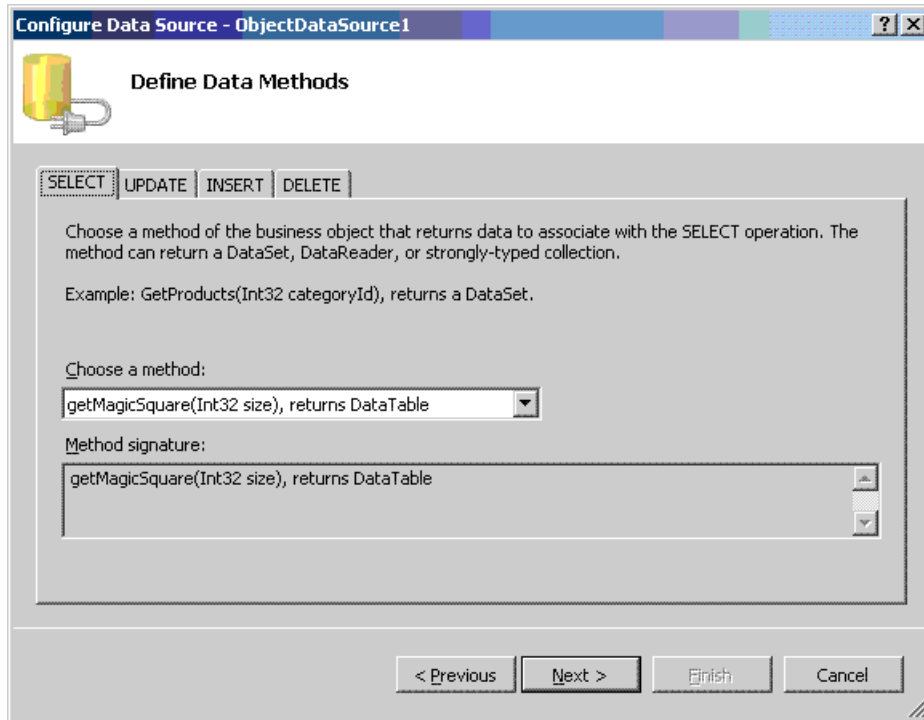 Configure Data Source - ObjectDataSource1
Define Data Methods
SELECT UPDATE INSERT DELETE
Choose a method of the business object that returns data to associate with the SELECT operation. The
method can return a DataSet, DataReader, or strongly-typed collection.
Example: GetProducts(Int32 categoryId), returns a DataSet.
Choose a method:
getMagicSquare(Int32 size), returns DataTable
Method signature:
getMagicSquare(Int32 size), returns DataTable
< Previous Next > Finish Cancel